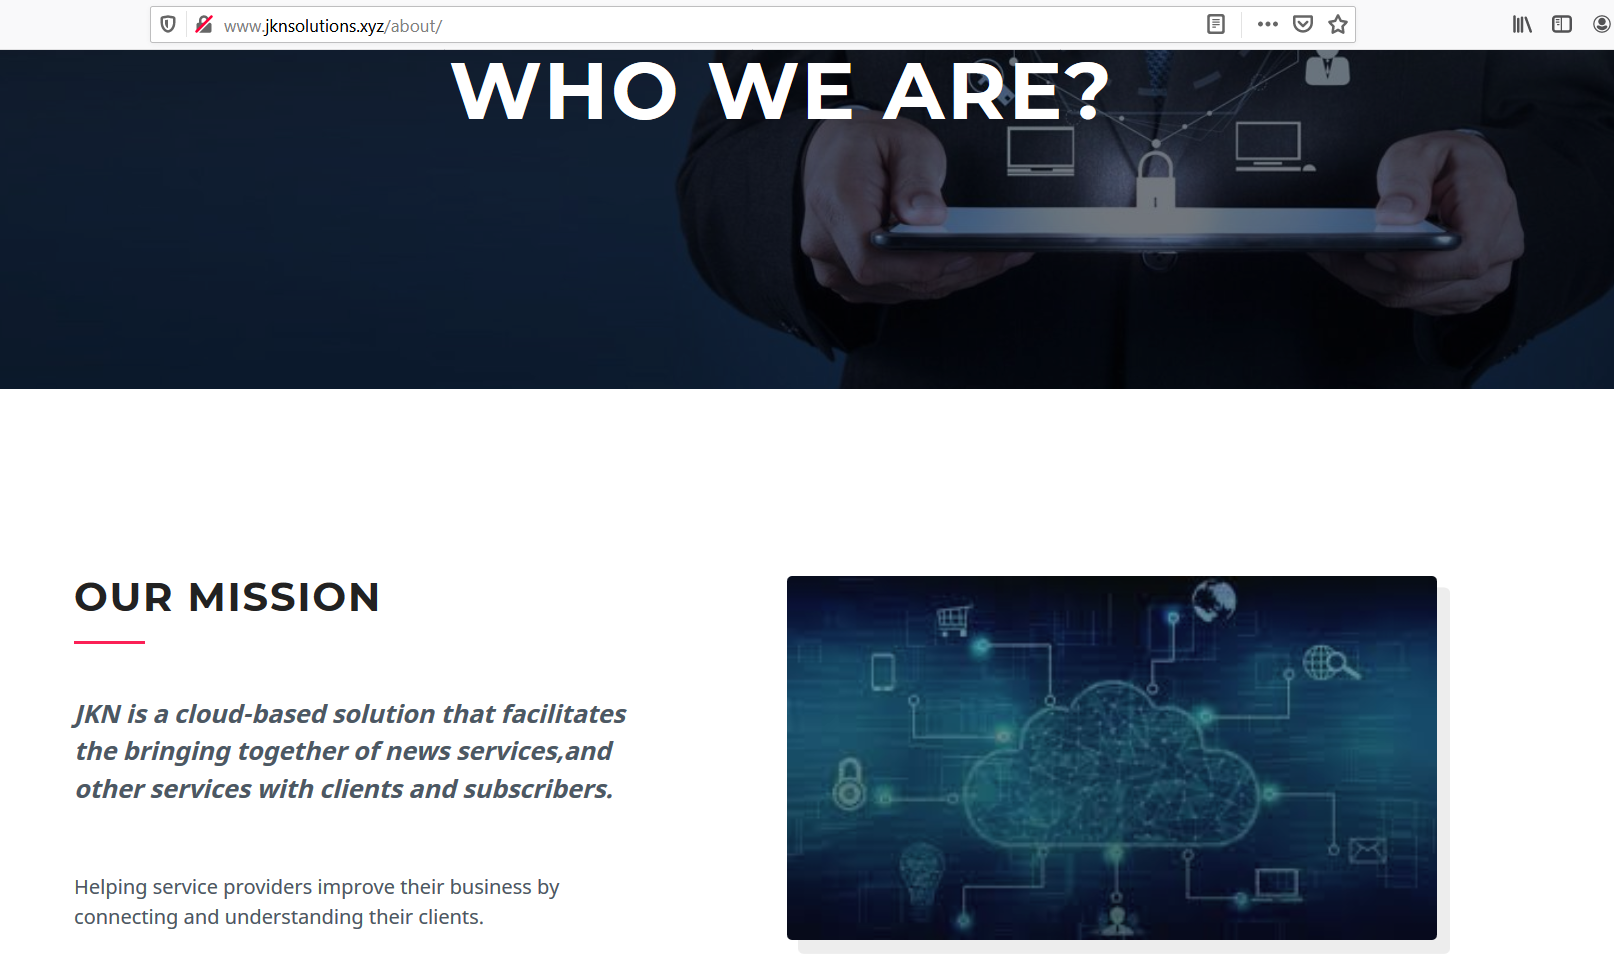 www.jknsolutions.xyz/about/
WHO WE ARE?
OUR MISSION
JKN is a cloud-based solution that facilitates
the bringing together of news services,and
other services with clients and subscribers.
Helping service providers improve their business by
connecting and understanding their clients.